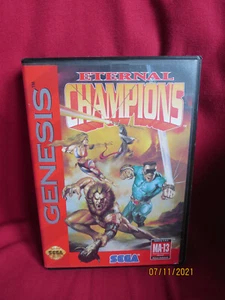 ETERNAL
CHAMPIONS
GENESIS
SEGA
MA-13
SEGA
07/11/2021